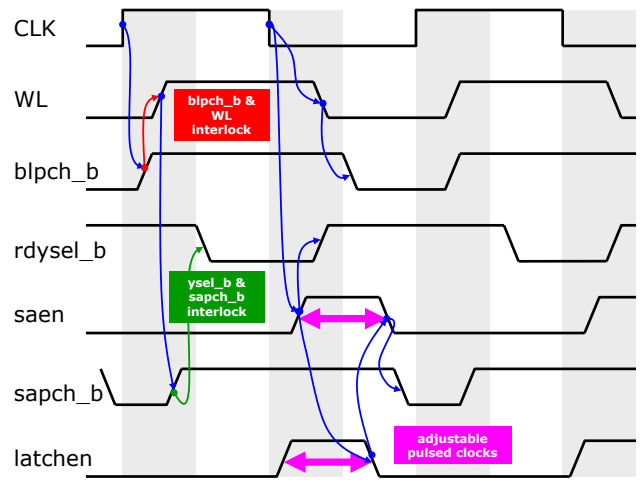 CLK
WL
blpch_b &
WL
interlock
blpch_b
rdysel_b
ysel_b &
sapch_b
interlock
saen
sapch_b
adjustable
pulsed clocks
latchen